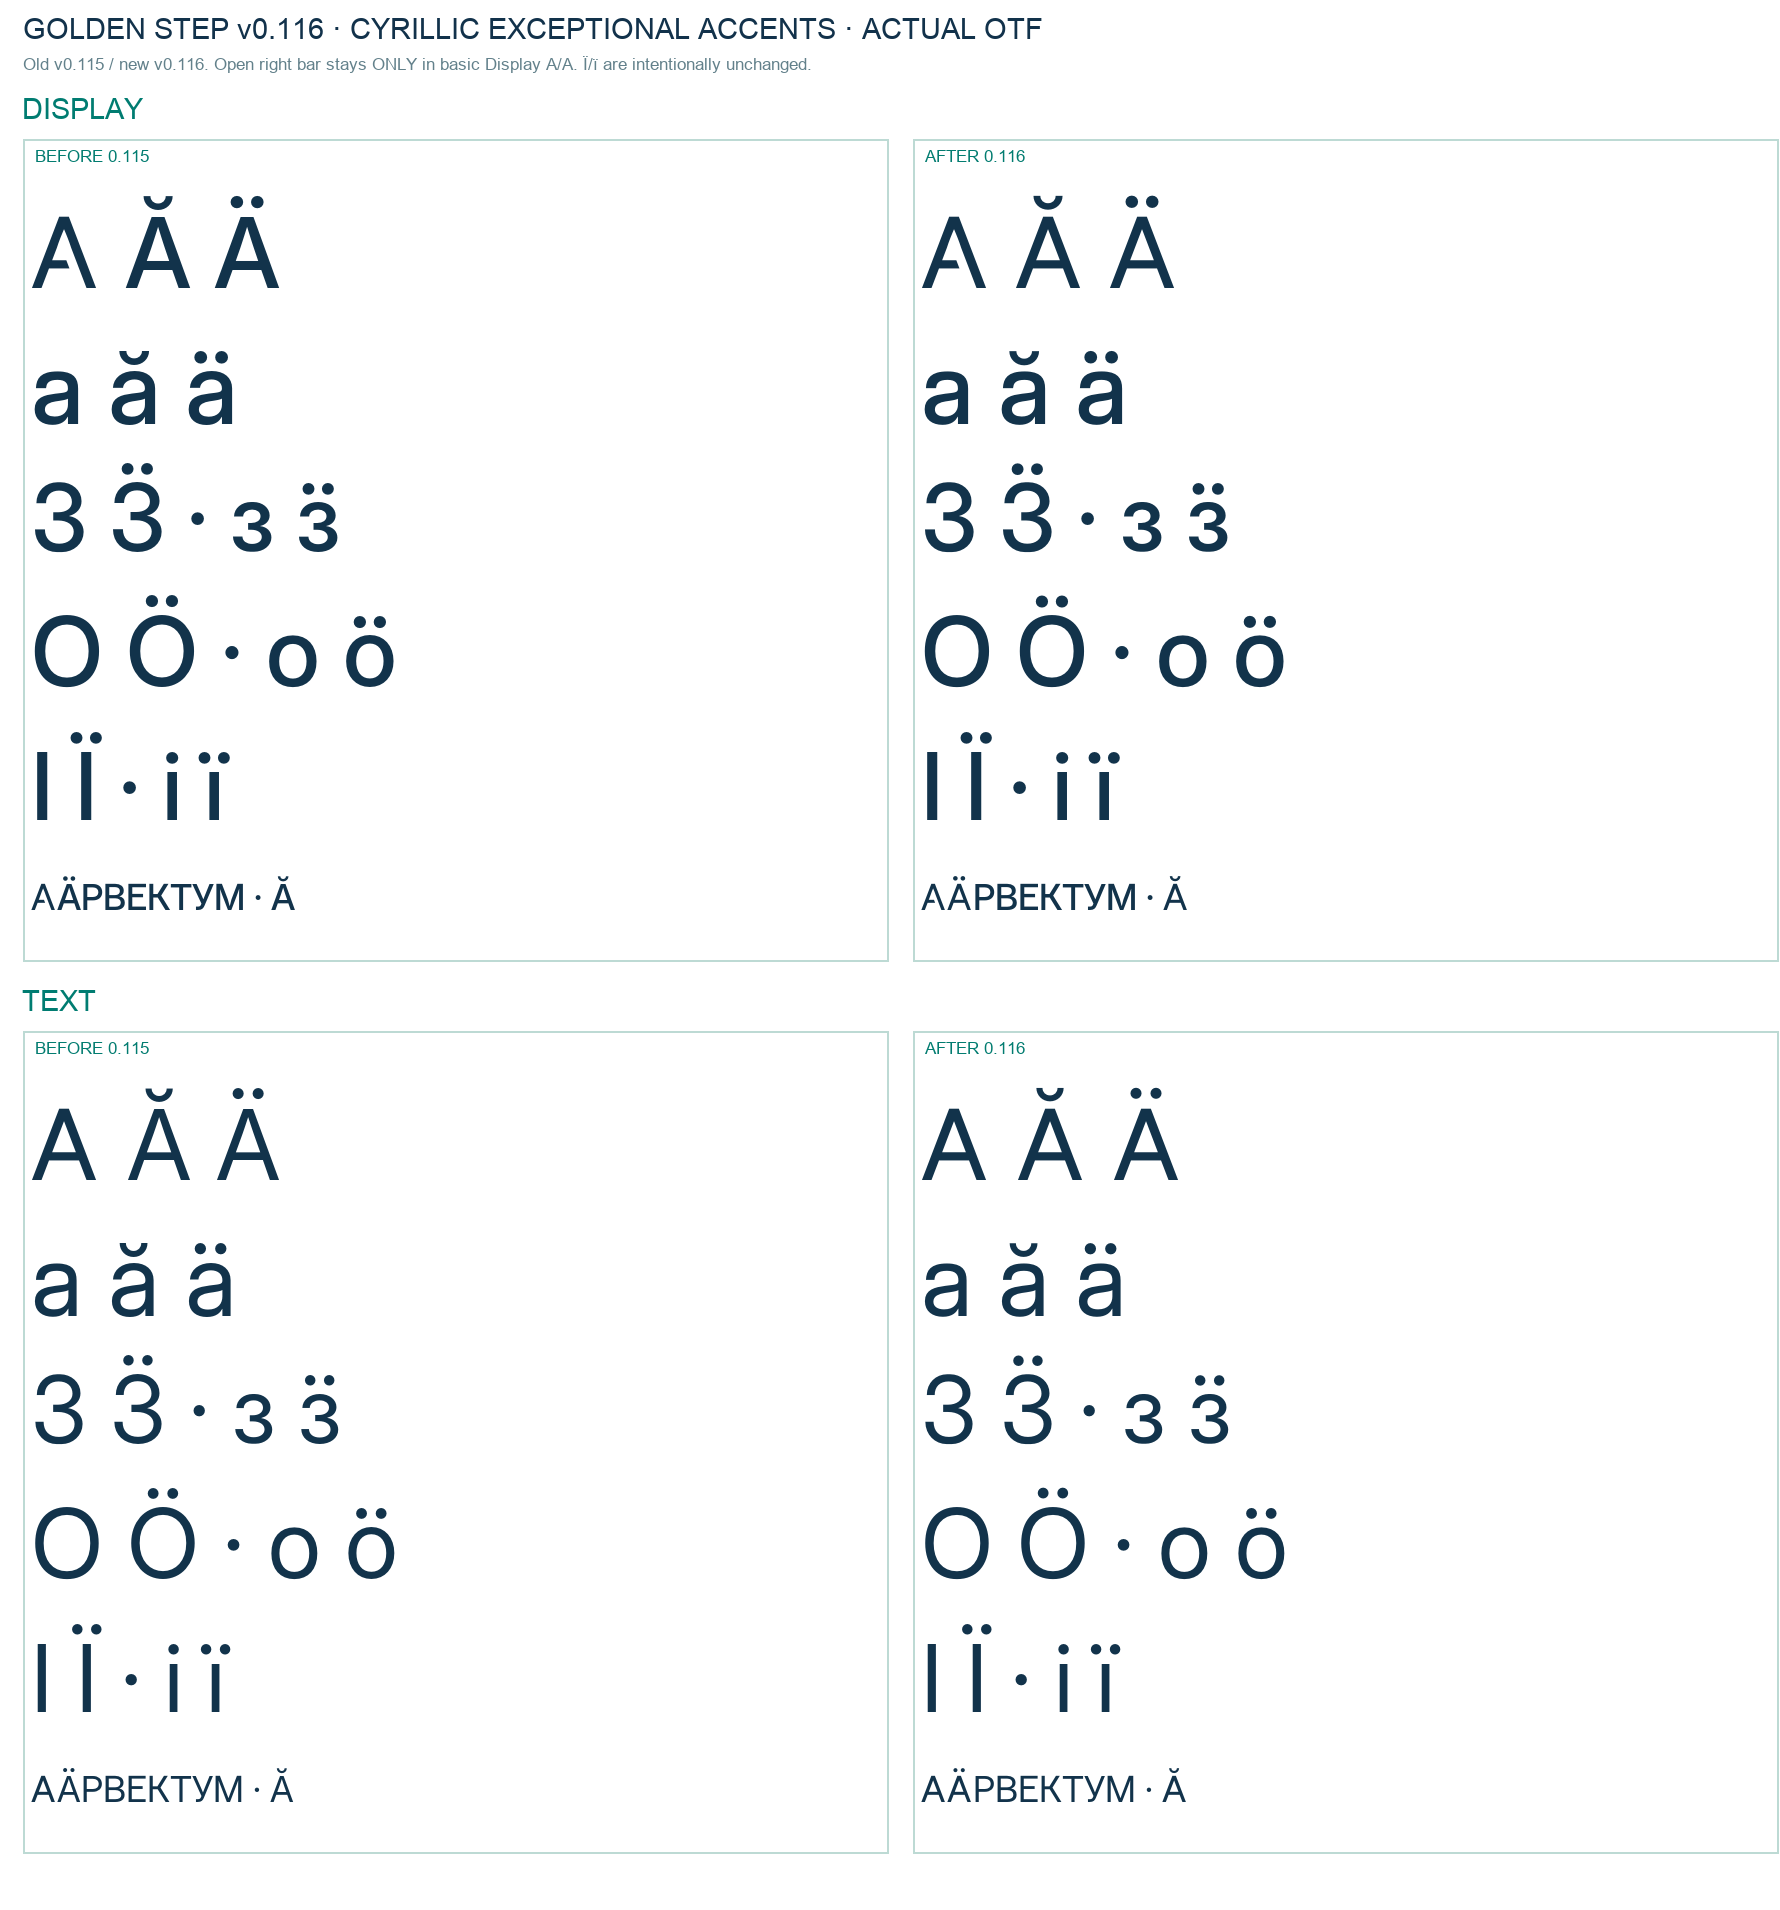 GOLDEN STEP v0.116 · CYRILLIC EXCEPTIONAL ACCENTS · ACTUAL OTF
Old v0.115 / new v0.116. Open right bar stays ONLY in basic Display A/А. Ї/ї are intentionally unchanged.
DISPLAY
BEFORE 0.115
А Ӑ Ӓ
а ӑ ӓ
З Ӟ · з ӟ
О Ӧ · о ӧ
І Ї · і ї
АӒРВЕКТУМ · Ӑ
AFTER 0.116
А Ӑ Ӓ
а ӑ ӓ
З Ӟ · з ӟ
О Ӧ · о ӧ
І Ї · і ї
АӒРВЕКТУМ · Ӑ
TEXT
BEFORE 0.115
А Ӑ Ӓ
а ӑ ӓ
З Ӟ · з ӟ
О Ӧ · о ӧ
І Ї · і ї
АӒРВЕКТУМ · Ӑ
AFTER 0.116
А Ӑ Ӓ
а ӑ ӓ
З Ӟ · з ӟ
О Ӧ · о ӧ
І Ї · і ї
АӒРВЕКТУМ · Ӑ